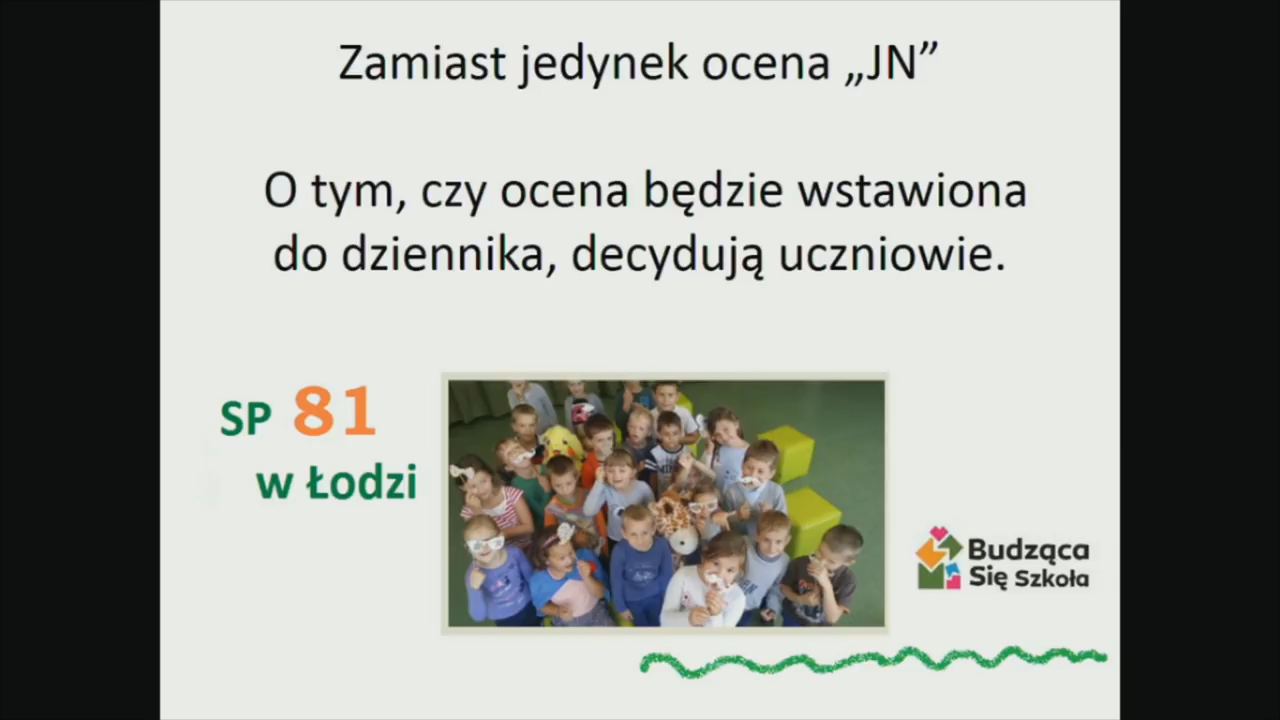 Zamiast jedynek ocena „JN”
O tym, czy ocena będzie wstawiona
do dziennika, decydują uczniowie.
SP 81
w Łodzi
Budząca
Się Szkoła